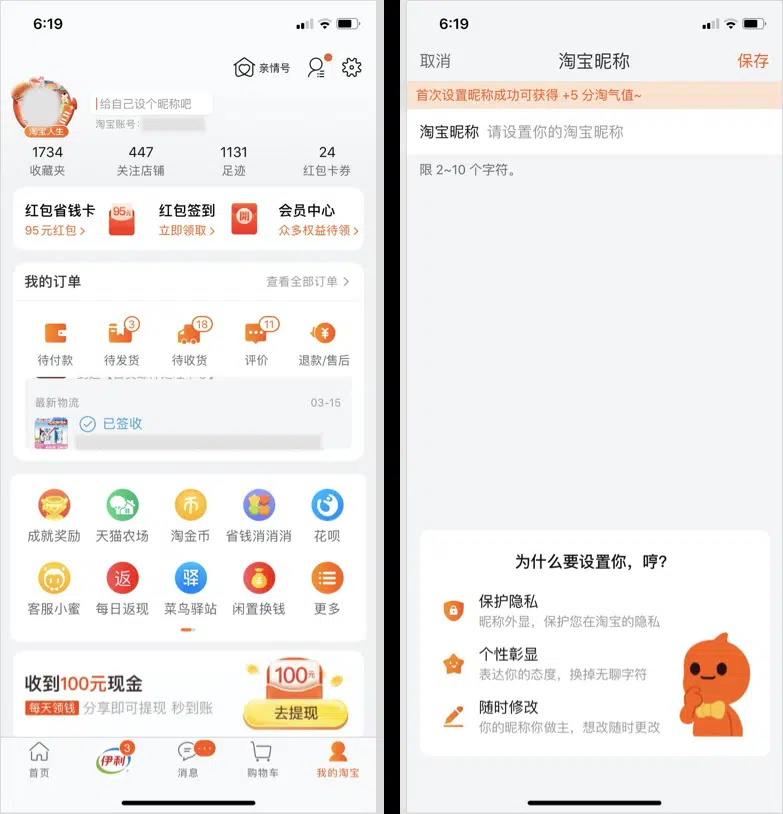 6:19
亲情号
给自己设个昵称吧
淘宝账号:
淘宝人生
1734
447
1131
24
收藏夹
关注店铺
足迹
红包卡券
红包省钱卡
95元
红包签到
開
会员中心
95元红包 >
立即领取 >
众多权益待领 >
我的订单
查看全部订单 >
3
18
11
待付款
待发货
待收货
评价
退款/售后
最新物流
03-15
已签收
币
成就奖励
天猫农场
淘金币
省钱消消消
花呗
返
驿
客服小蜜
每日返现
菜鸟驿站
闲置换钱
更多
收到100元现金
每天领钱 分享即可提现 秒到账
100元
去提现
伊利
3
首页
消息
购物车
我的淘宝
6:19
取消
淘宝昵称
保存
首次设置昵称成功可获得 +5 分淘气值~
淘宝昵称 请设置你的淘宝昵称
限 2~10 个字符。
为什么要设置你，哼?
保护隐私
昵称外显，保护您在淘宝的隐私
个性彰显
表达你的态度，换掉无聊字符
随时修改
你的昵称你做主，想改随时更改